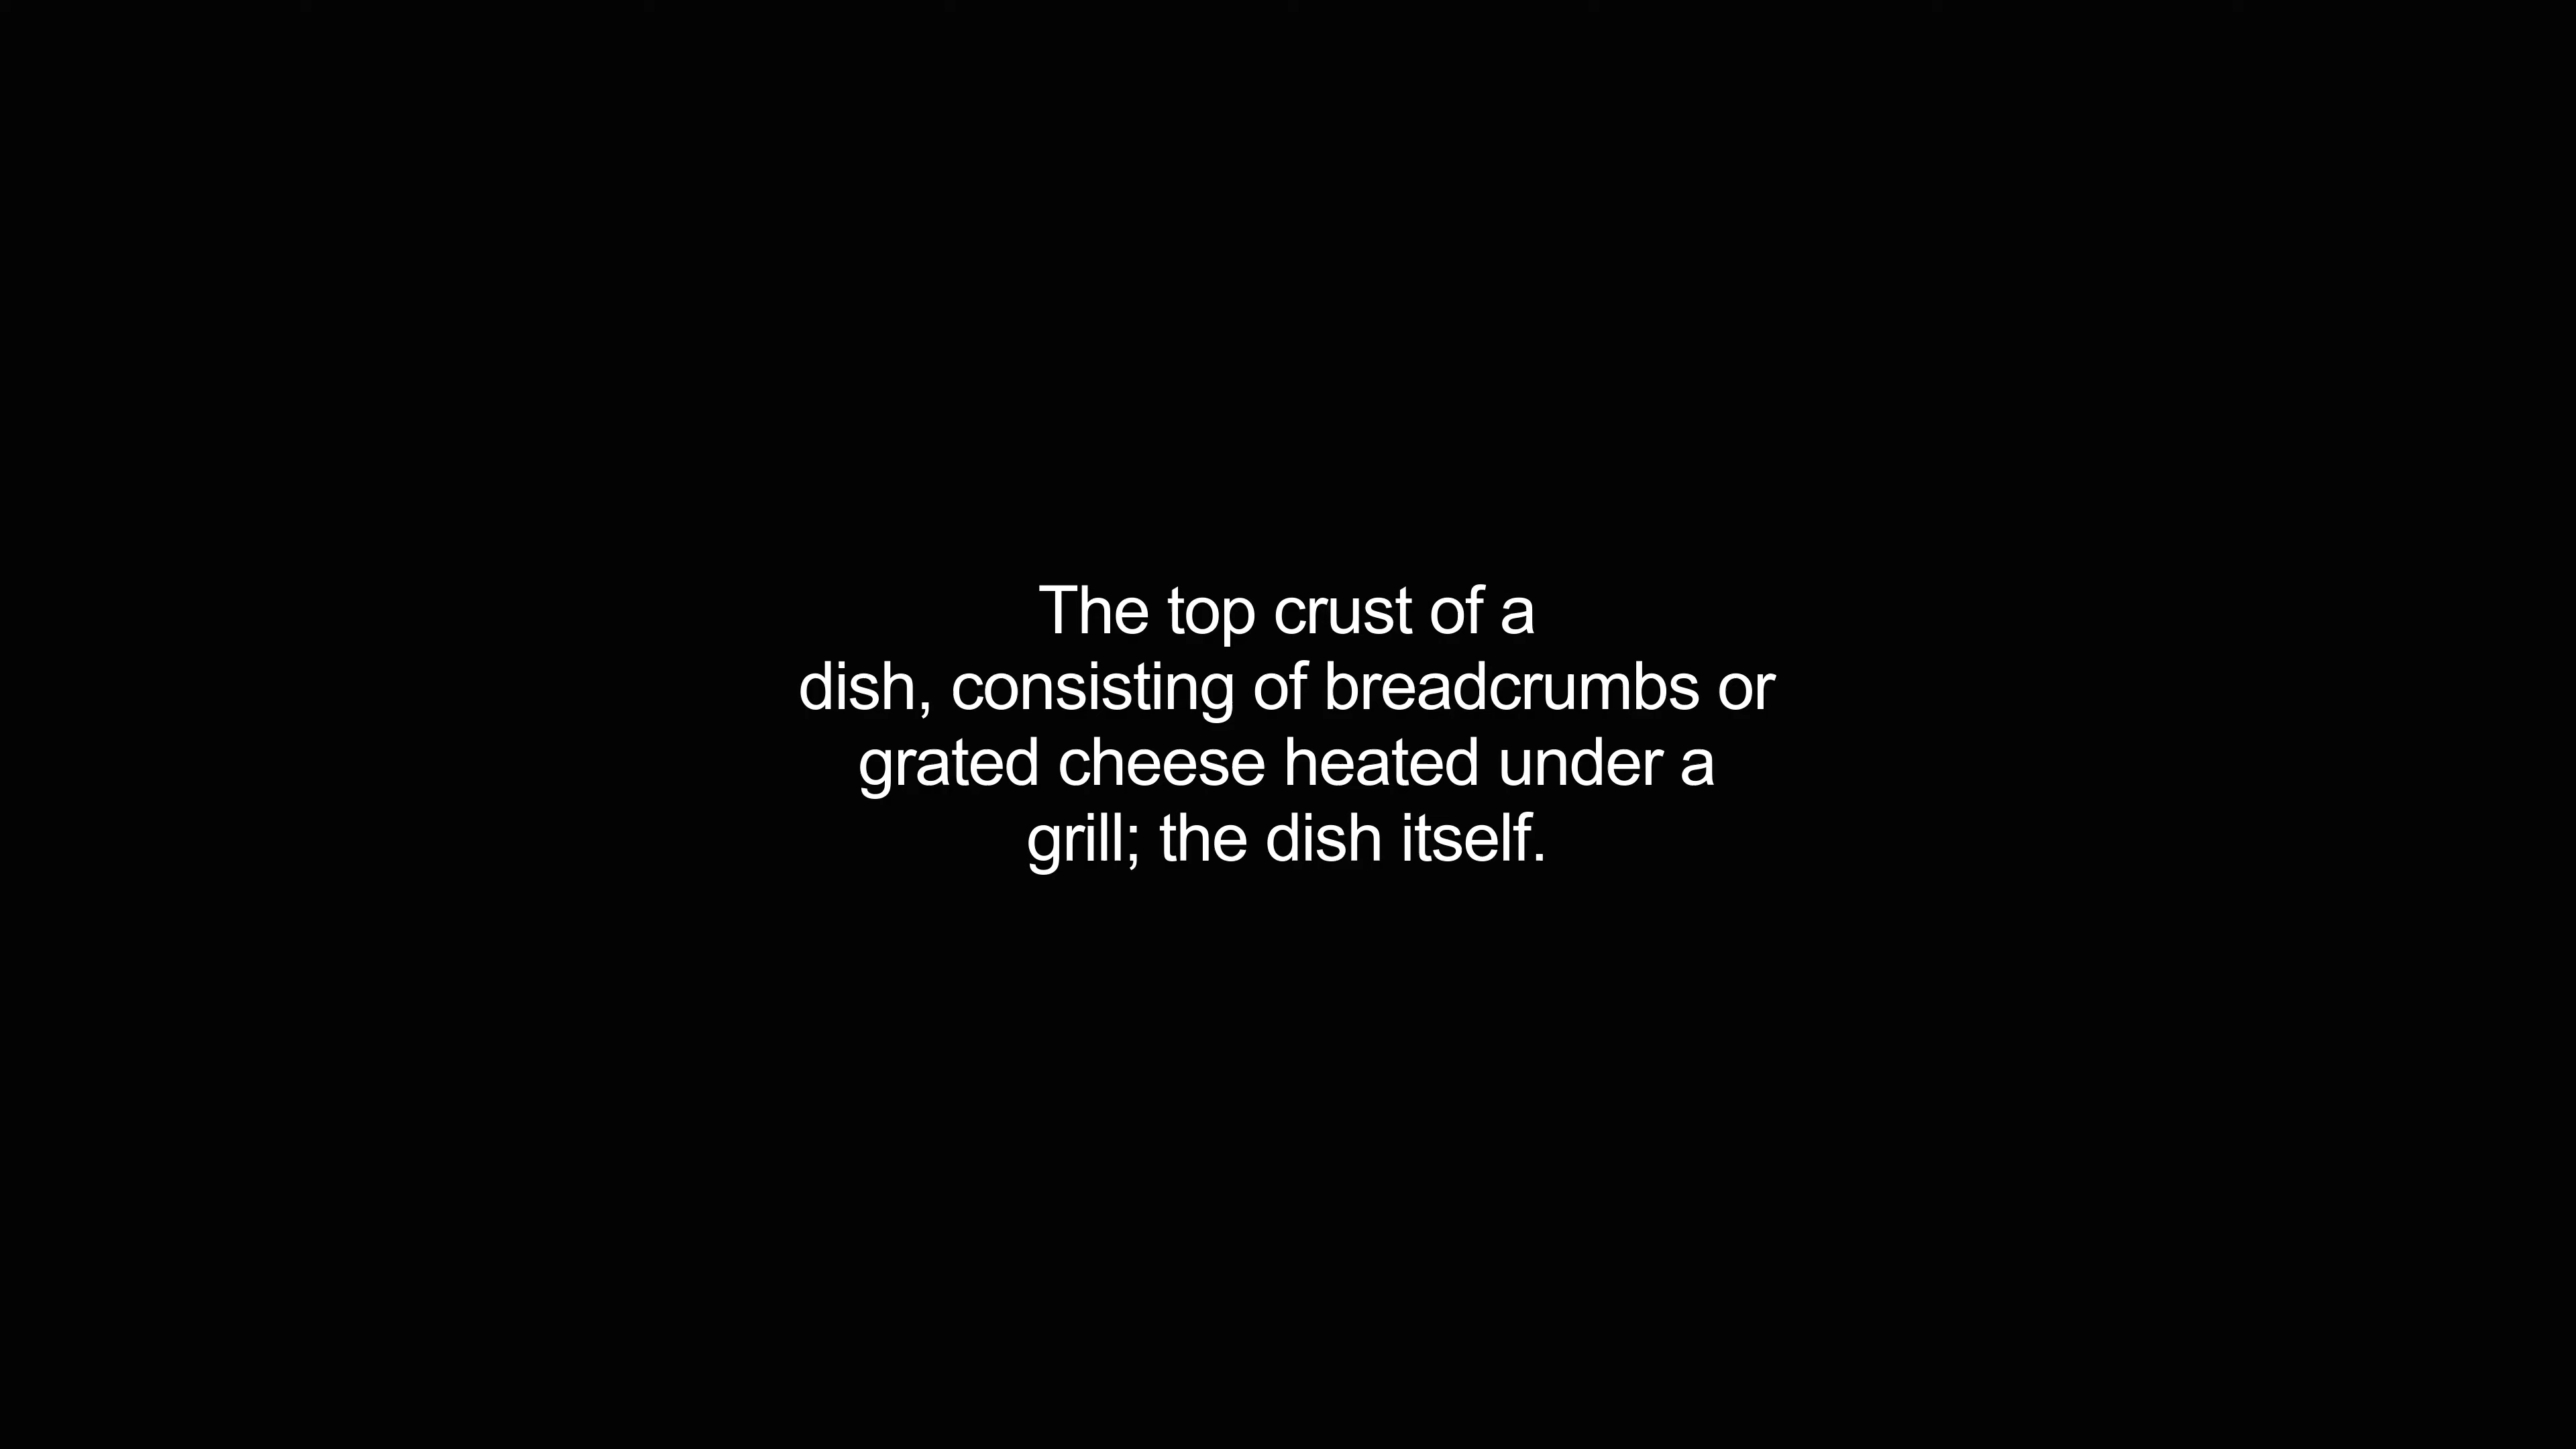 The top crust of a
dish, consisting of breadcrumbs or
grated cheese heated under a
grill; the dish itself.